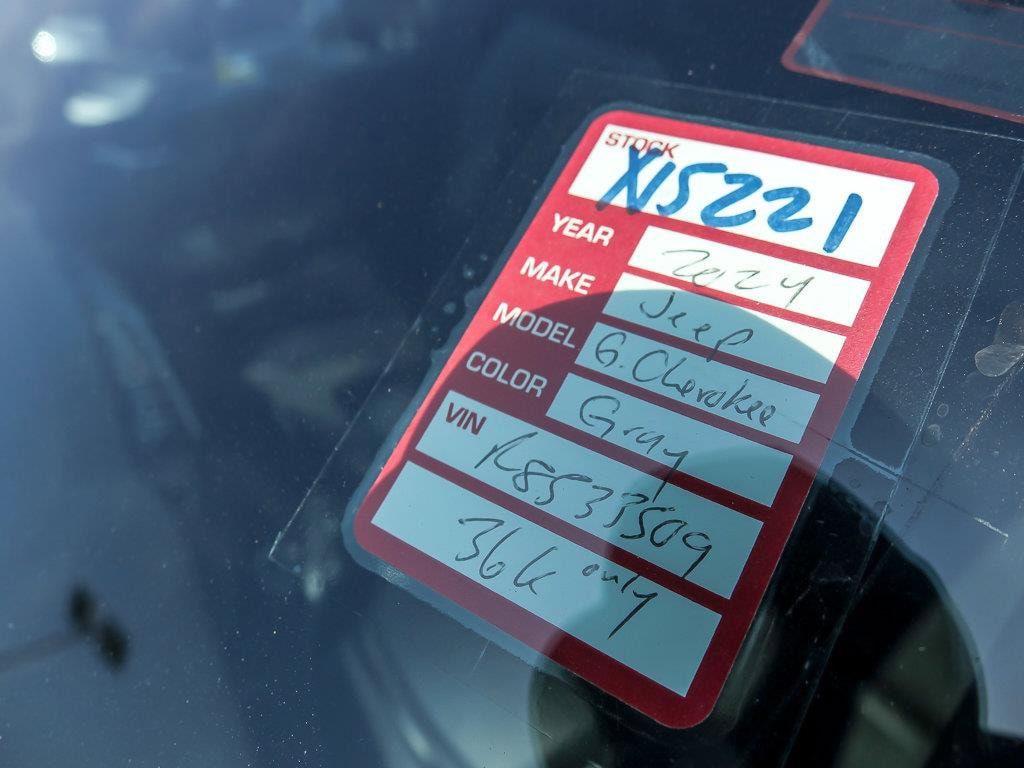 STOCK
X15221
YEAR 2024
MAKE Jeep
MODEL G. Cherokee
COLOR Gray
VIN R8533509
36k only